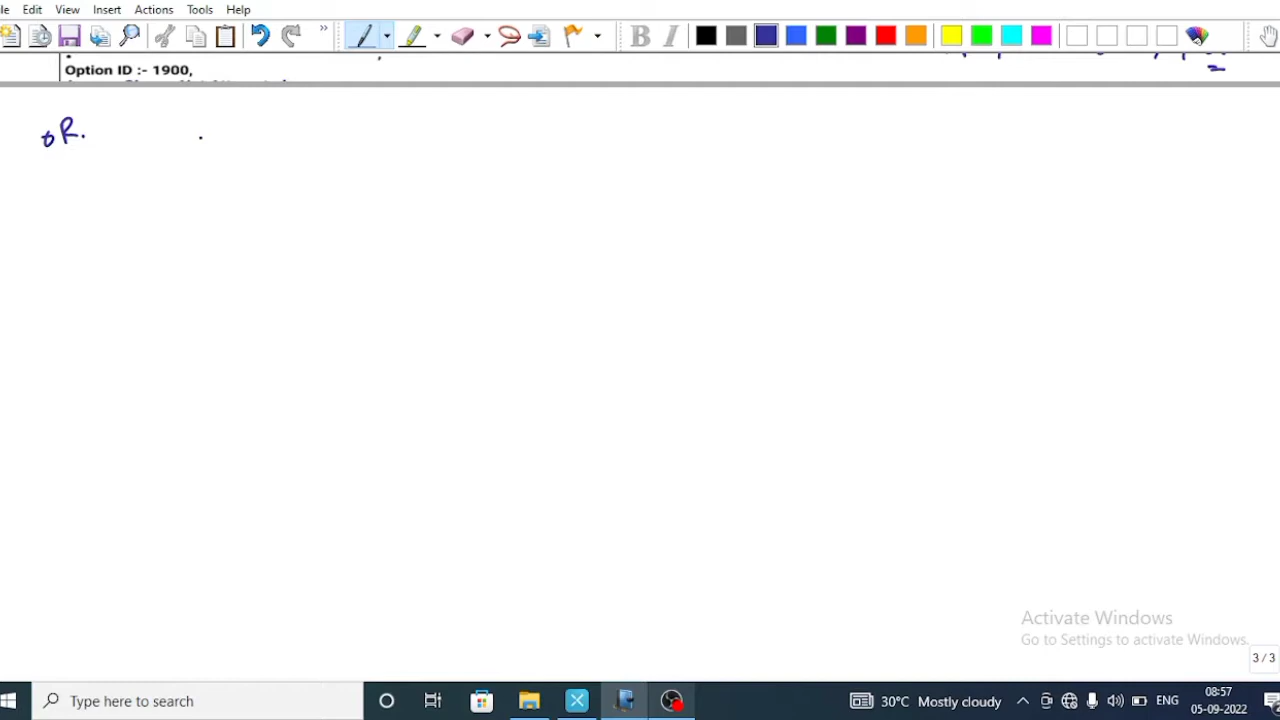 le Edit View Insert Actions Tools Help
» B I
Option ID :- 1900,
OR.
Activate Windows
Go to Settings to activate Windows.
3 / 3
Type here to search
30°C Mostly cloudy ENG 08:57
05-09-2022